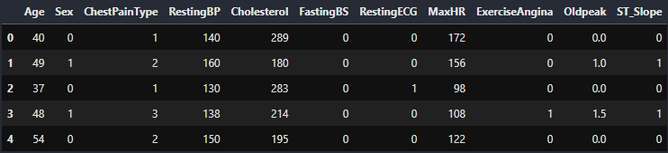 Age Sex ChestPainType RestingBP Cholesterol FastingBS RestingECG MaxHR ExerciseAngina Oldpeak ST_Slope
0 40 0 1 140 289 0 0 172 0 0.0 0
1 49 1 2 160 180 0 0 156 0 1.0 1
2 37 0 1 130 283 0 1 98 0 0.0 0
3 48 1 3 138 214 0 0 108 1 1.5 1
4 54 0 2 150 195 0 0 122 0 0.0 0